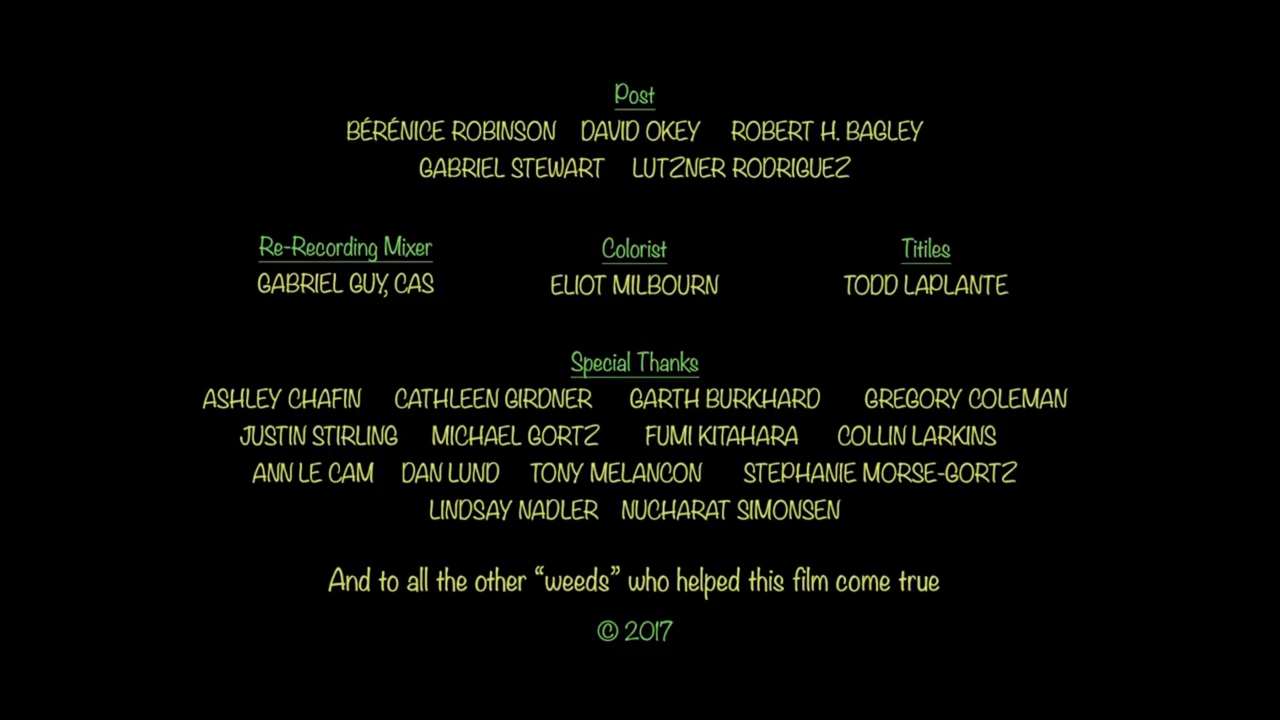 Post
BÉRÉNICE ROBINSON DAVID OKEY ROBERT H. BAGLEY
GABRIEL STEWART LUTZNER RODRIGUEZ
Re-Recording Mixer Colorist Titiles
GABRIEL GUY, CAS ELIOT MILBOURN TODD LAPLANTE
Special Thanks
ASHLEY CHAFIN CATHLEEN GIRDNER GARTH BURKHARD GREGORY COLEMAN
JUSTIN STIRLING MICHAEL GORTZ FUMI KITAHARA COLLIN LARKINS
ANN LE CAM DAN LUND TONY MELANCON STEPHANIE MORSE-GORTZ
LINDSAY NADLER NUCHARAT SIMONSEN
And to all the other “weeds” who helped this film come true
© 2017